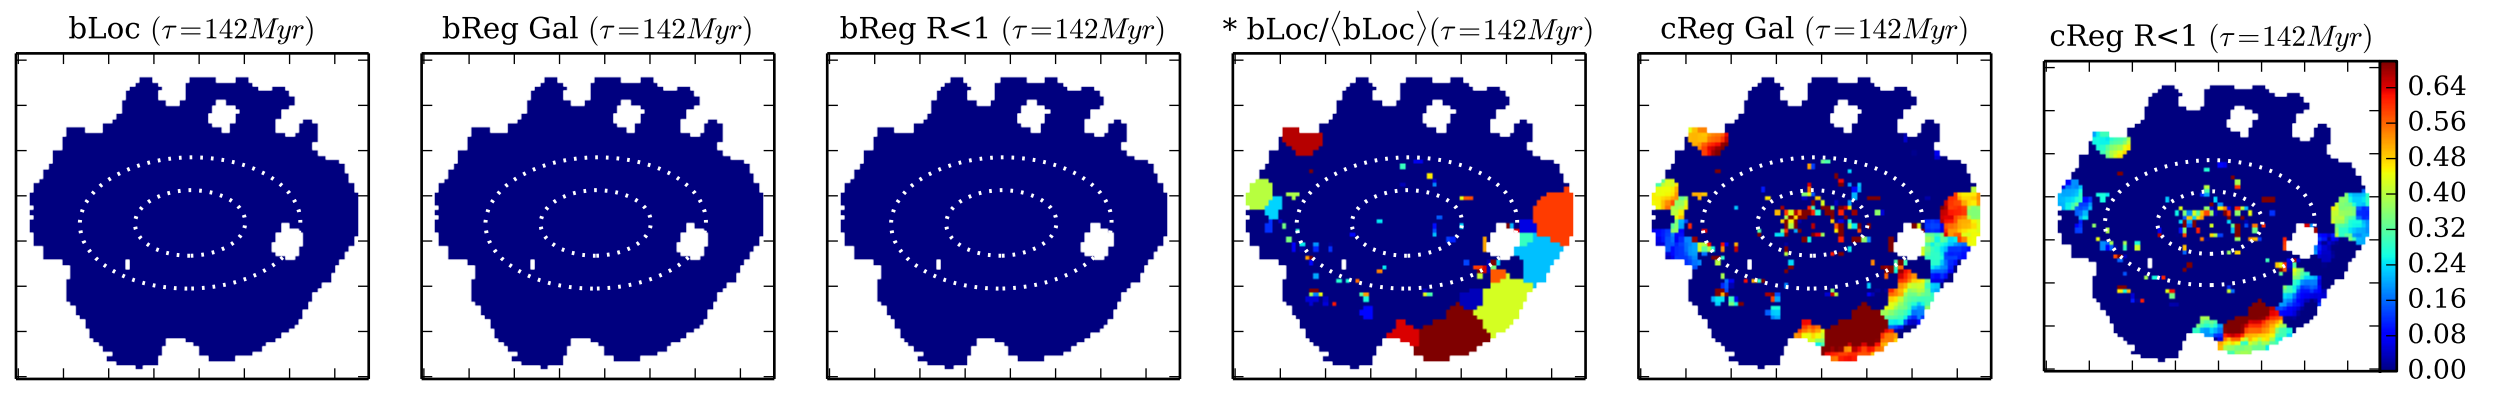 bLoc (τ=142Myr)
bReg Gal (τ=142Myr)
bReg R<1 (τ=142Myr)
* bLoc/⟨bLoc⟩(τ=142Myr)
cReg Gal (τ=142Myr)
cReg R<1 (τ=142Myr)
0.64
0.56
0.48
0.40
0.32
0.24
0.16
0.08
0.00